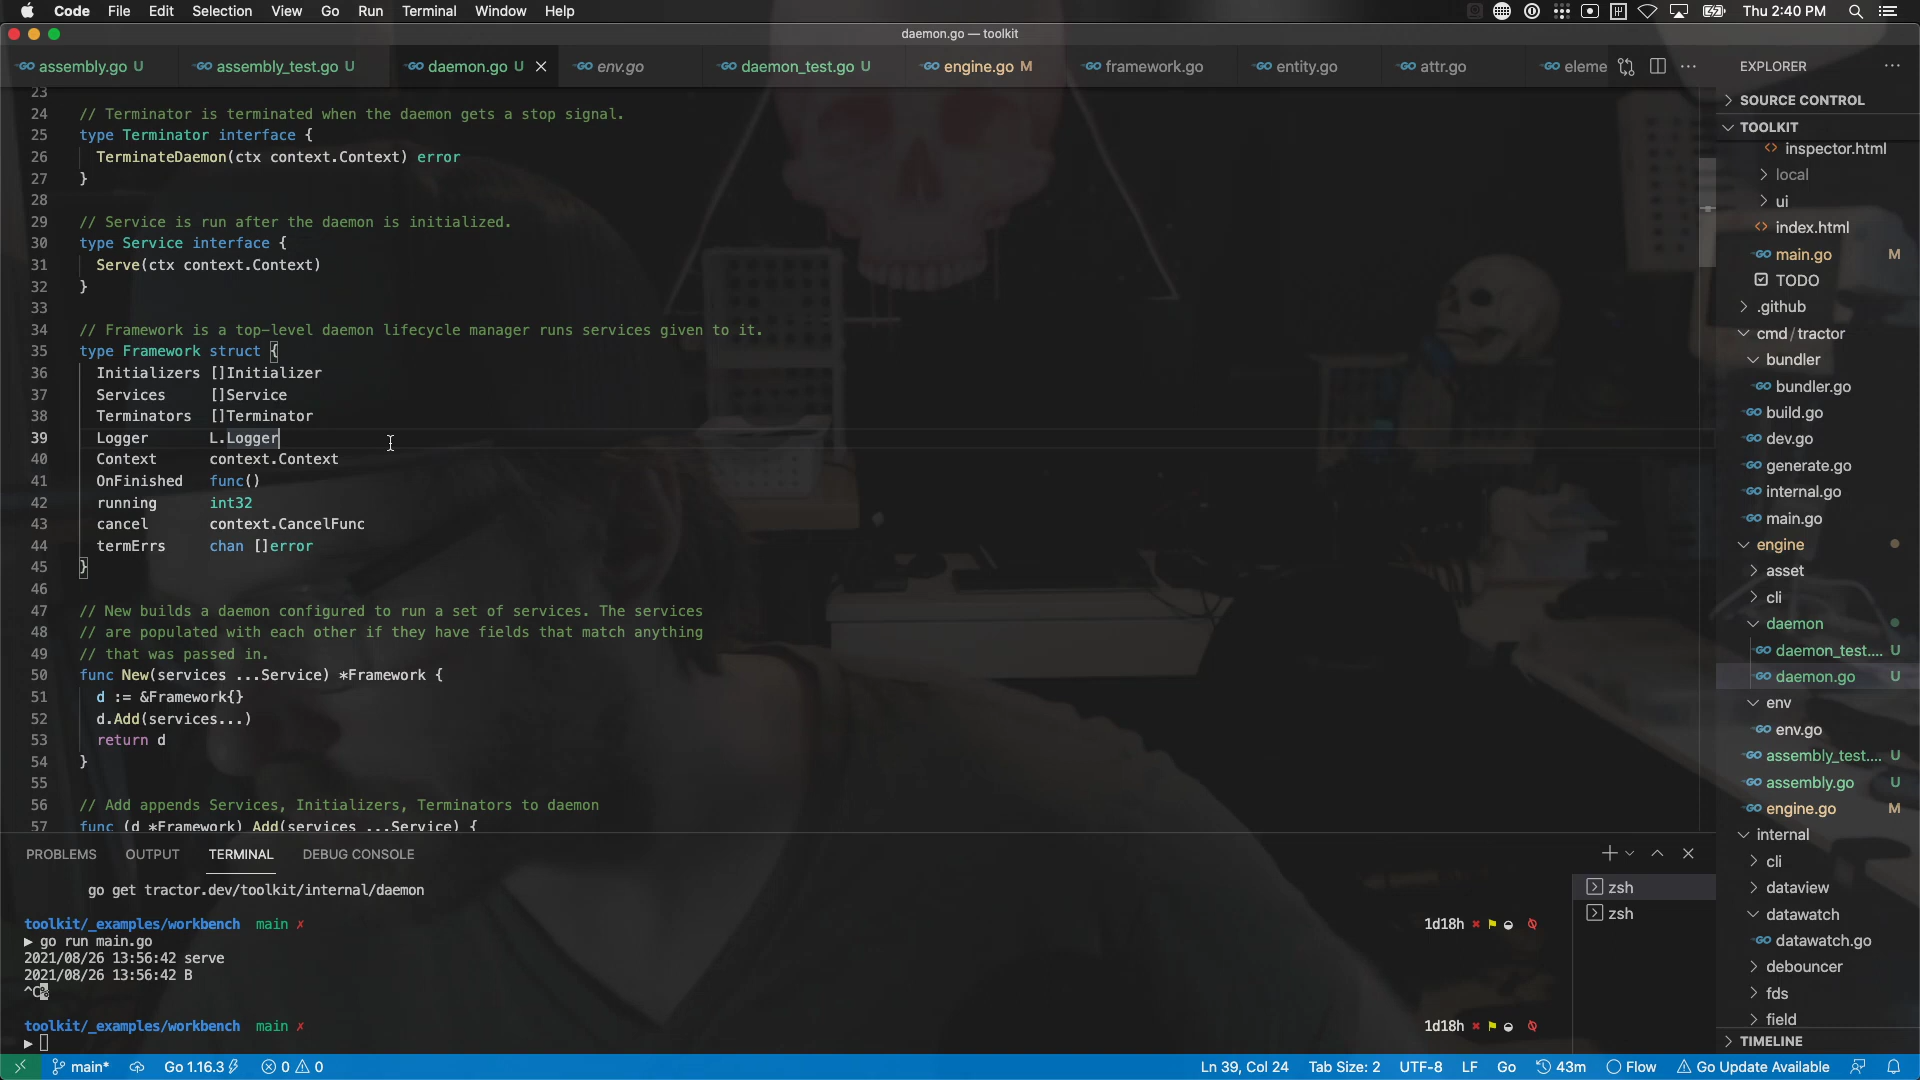 Code File Edit Selection View Go Run Terminal Window Help Thu 2:40 PM
daemon.go — toolkit
assembly.go U assembly_test.go U daemon.go U env.go daemon_test.go U engine.go M framework.go entity.go attr.go eleme
23
24 // Terminator is terminated when the daemon gets a stop signal.
25 type Terminator interface {
26 TerminateDaemon(ctx context.Context) error
27 }
28
29 // Service is run after the daemon is initialized.
30 type Service interface {
31 Serve(ctx context.Context)
32 }
33
34 // Framework is a top-level daemon lifecycle manager runs services given to it.
35 type Framework struct {
36 Initializers []Initializer
37 Services []Service
38 Terminators []Terminator
39 Logger L.Logger
40 Context context.Context
41 OnFinished func()
42 running int32
43 cancel context.CancelFunc
44 termErrs chan []error
45 }
46
47 // New builds a daemon configured to run a set of services. The services
48 // are populated with each other if they have fields that match anything
49 // that was passed in.
50 func New(services ...Service) *Framework {
51 d := &Framework{}
52 d.Add(services...)
53 return d
54 }
55
56 // Add appends Services, Initializers, Terminators to daemon
57 func (d *Framework) Add(services ...Service) {
PROBLEMS OUTPUT TERMINAL DEBUG CONSOLE
go get tractor.dev/toolkit/internal/daemon
toolkit/_examples/workbench main ✗ 1d18h
▶ go run main.go
2021/08/26 13:56:42 serve
2021/08/26 13:56:42 B
^C
toolkit/_examples/workbench main ✗ 1d18h
▶
zsh
zsh
EXPLORER
SOURCE CONTROL
TOOLKIT
inspector.html
local
ui
index.html
main.go M
TODO
.github
cmd / tractor
bundler
bundler.go
build.go
dev.go
generate.go
internal.go
main.go
engine
asset
cli
daemon
daemon_test.... U
daemon.go U
env
env.go
assembly_test.... U
assembly.go U
engine.go M
internal
cli
dataview
datawatch
datawatch.go
debouncer
fds
field
TIMELINE
main* Go 1.16.3 0 0 Ln 39, Col 24 Tab Size: 2 UTF-8 LF Go 43m Flow Go Update Available